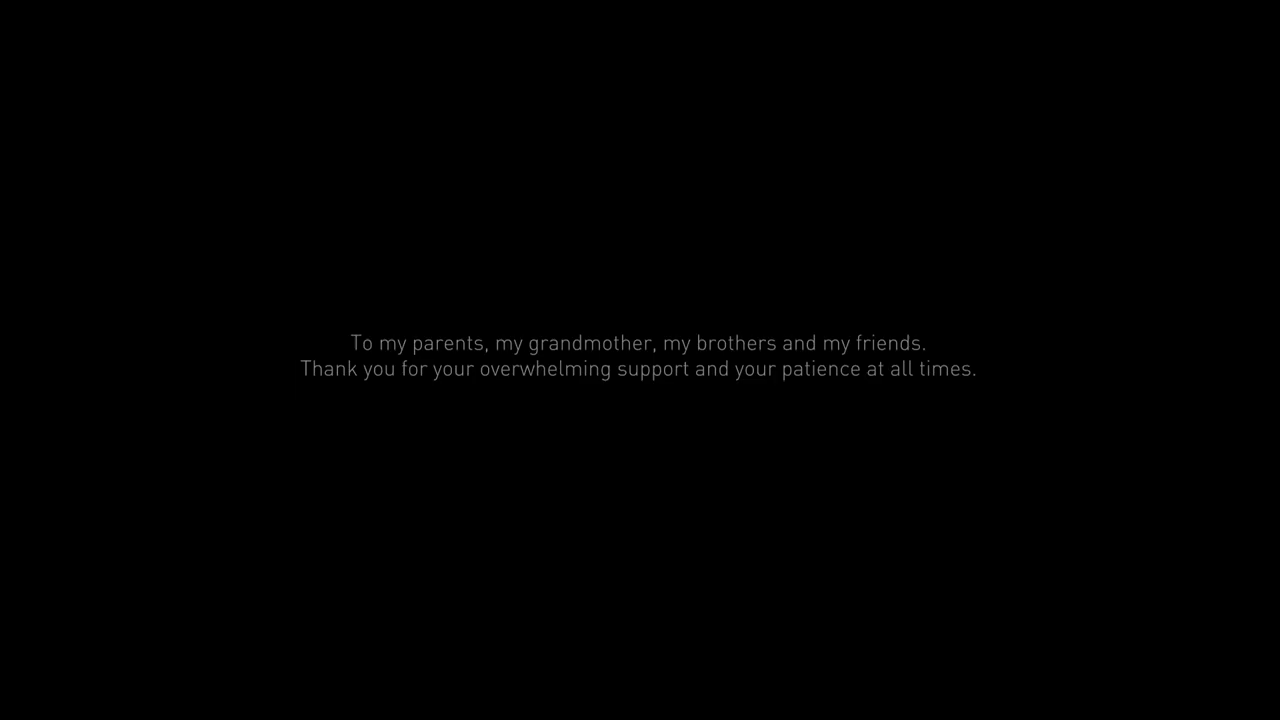 To my parents, my grandmother, my brothers and my friends.
Thank you for your overwhelming support and your patience at all times.